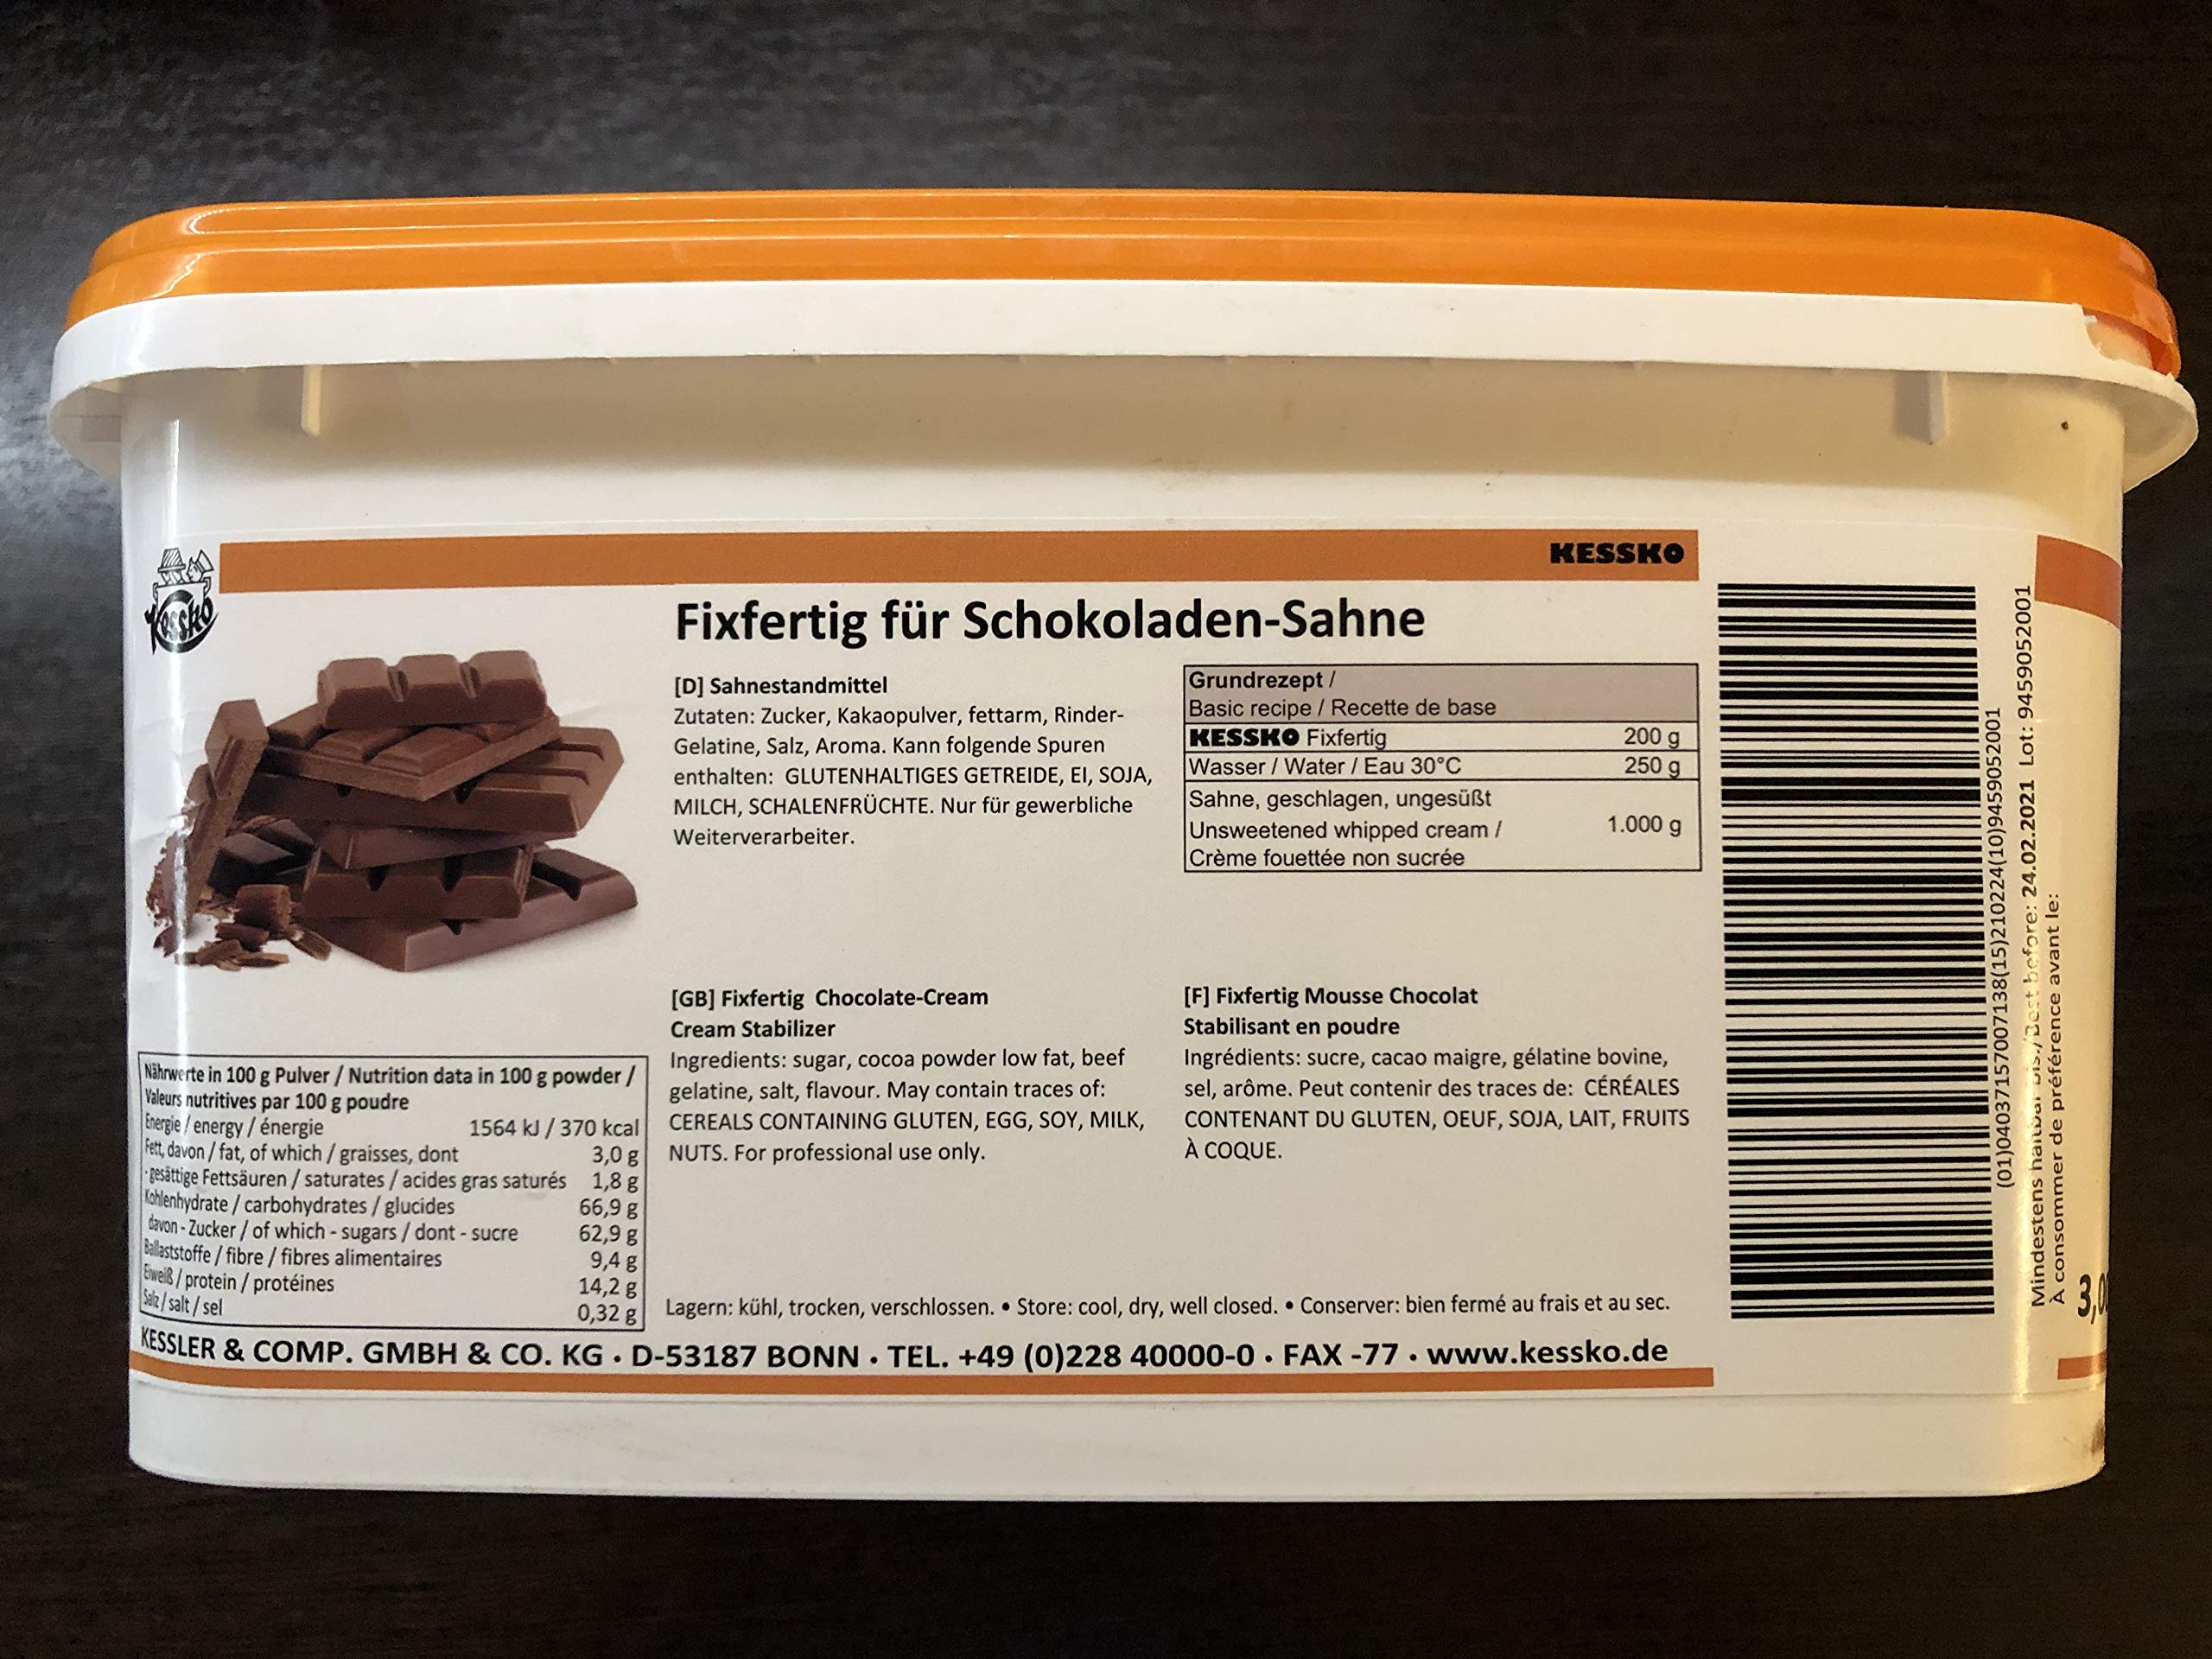 Kessko
KESSKO
Fixfertig für Schokoladen-Sahne
[D] Sahnestandmittel
Zutaten: Zucker, Kakaopulver, fettarm, Rinder-
Gelatine, Salz, Aroma. Kann folgende Spuren
enthalten: GLUTENHALTIGES GETREIDE, EI, SOJA,
MILCH, SCHALENFRÜCHTE. Nur für gewerbliche
Weiterverarbeiter.
Grundrezept /
Basic recipe / Recette de base
KESSKO Fixfertig 200 g
Wasser / Water / Eau 30°C 250 g
Sahne, geschlagen, ungesüßt
Unsweetened whipped cream / 1.000 g
Crème fouettée non sucrée
[GB] Fixfertig Chocolate-Cream
Cream Stabilizer
Ingredients: sugar, cocoa powder low fat, beef
gelatine, salt, flavour. May contain traces of:
CEREALS CONTAINING GLUTEN, EGG, SOY, MILK,
NUTS. For professional use only.
[F] Fixfertig Mousse Chocolat
Stabilisant en poudre
Ingrédients: sucre, cacao maigre, gélatine bovine,
sel, arôme. Peut contenir des traces de: CÉRÉALES
CONTENANT DU GLUTEN, OEUF, SOJA, LAIT, FRUITS
À COQUE.
Nährwerte in 100 g Pulver / Nutrition data in 100 g powder /
Valeurs nutritives par 100 g poudre
Energie / energy / énergie 1564 kJ / 370 kcal
Fett, davon / fat, of which / graisses, dont 3,0 g
- gesättige Fettsäuren / saturates / acides gras saturés 1,8 g
Kohlenhydrate / carbohydrates / glucides 66,9 g
davon - Zucker / of which - sugars / dont - sucre 62,9 g
Ballaststoffe / fibre / fibres alimentaires 9,4 g
Eiweiß / protein / protéines 14,2 g
Salz / salt / sel 0,32 g
Lagern: kühl, trocken, verschlossen. • Store: cool, dry, well closed. • Conserver: bien fermé au frais et au sec.
KESSLER & COMP. GMBH & CO. KG • D-53187 BONN • TEL. +49 (0)228 40000-0 • FAX -77 • www.kessko.de
(01)04037157007138(15)210224(10)9459052001
Mindestens haltbar bis:/Best before: 24.02.2021 Lot: 9459052001
À consommer de préférence avant le: